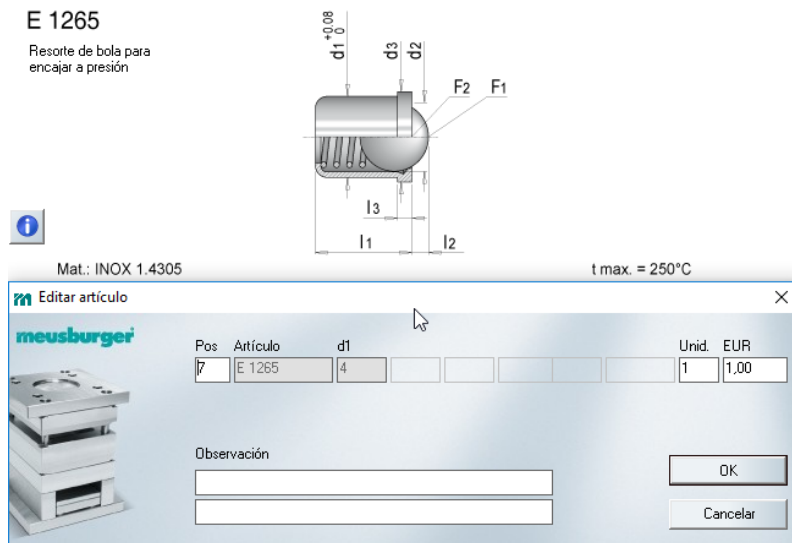 E 1265
Resorte de bola para
encajar a presión
d1 +0.08 0
d3
d2
F2
F1
l3
l1
l2
Mat.: INOX 1.4305
t max. = 250°C
Editar artículo
meusburger
Pos Artículo d1 Unid. EUR
7 E 1265 4 1 1,00
Observación
OK
Cancelar